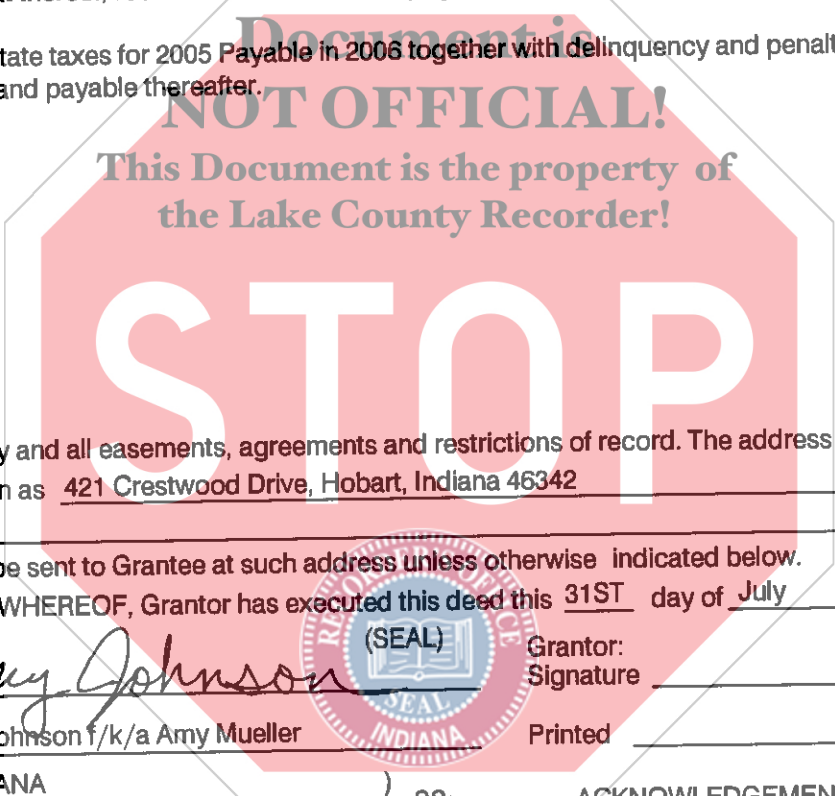 Document is
tate taxes for 2005 Payable in 2006 together with delinquency and penalt
and payable thereafter.
NOT OFFICIAL!
This Document is the property of
the Lake County Recorder!
STOP
y and all easements, agreements and restrictions of record. The address
n as 421 Crestwood Drive, Hobart, Indiana 46342
be sent to Grantee at such address unless otherwise indicated below.
WHEREOF, Grantor has executed this deed this 31ST day of July
(SEAL) Grantor:
Johnson Signature
SEAL
ohnson f/k/a Amy Mueller Printed
INDIANA
ANA )
ACKNOWLEDGEMEN